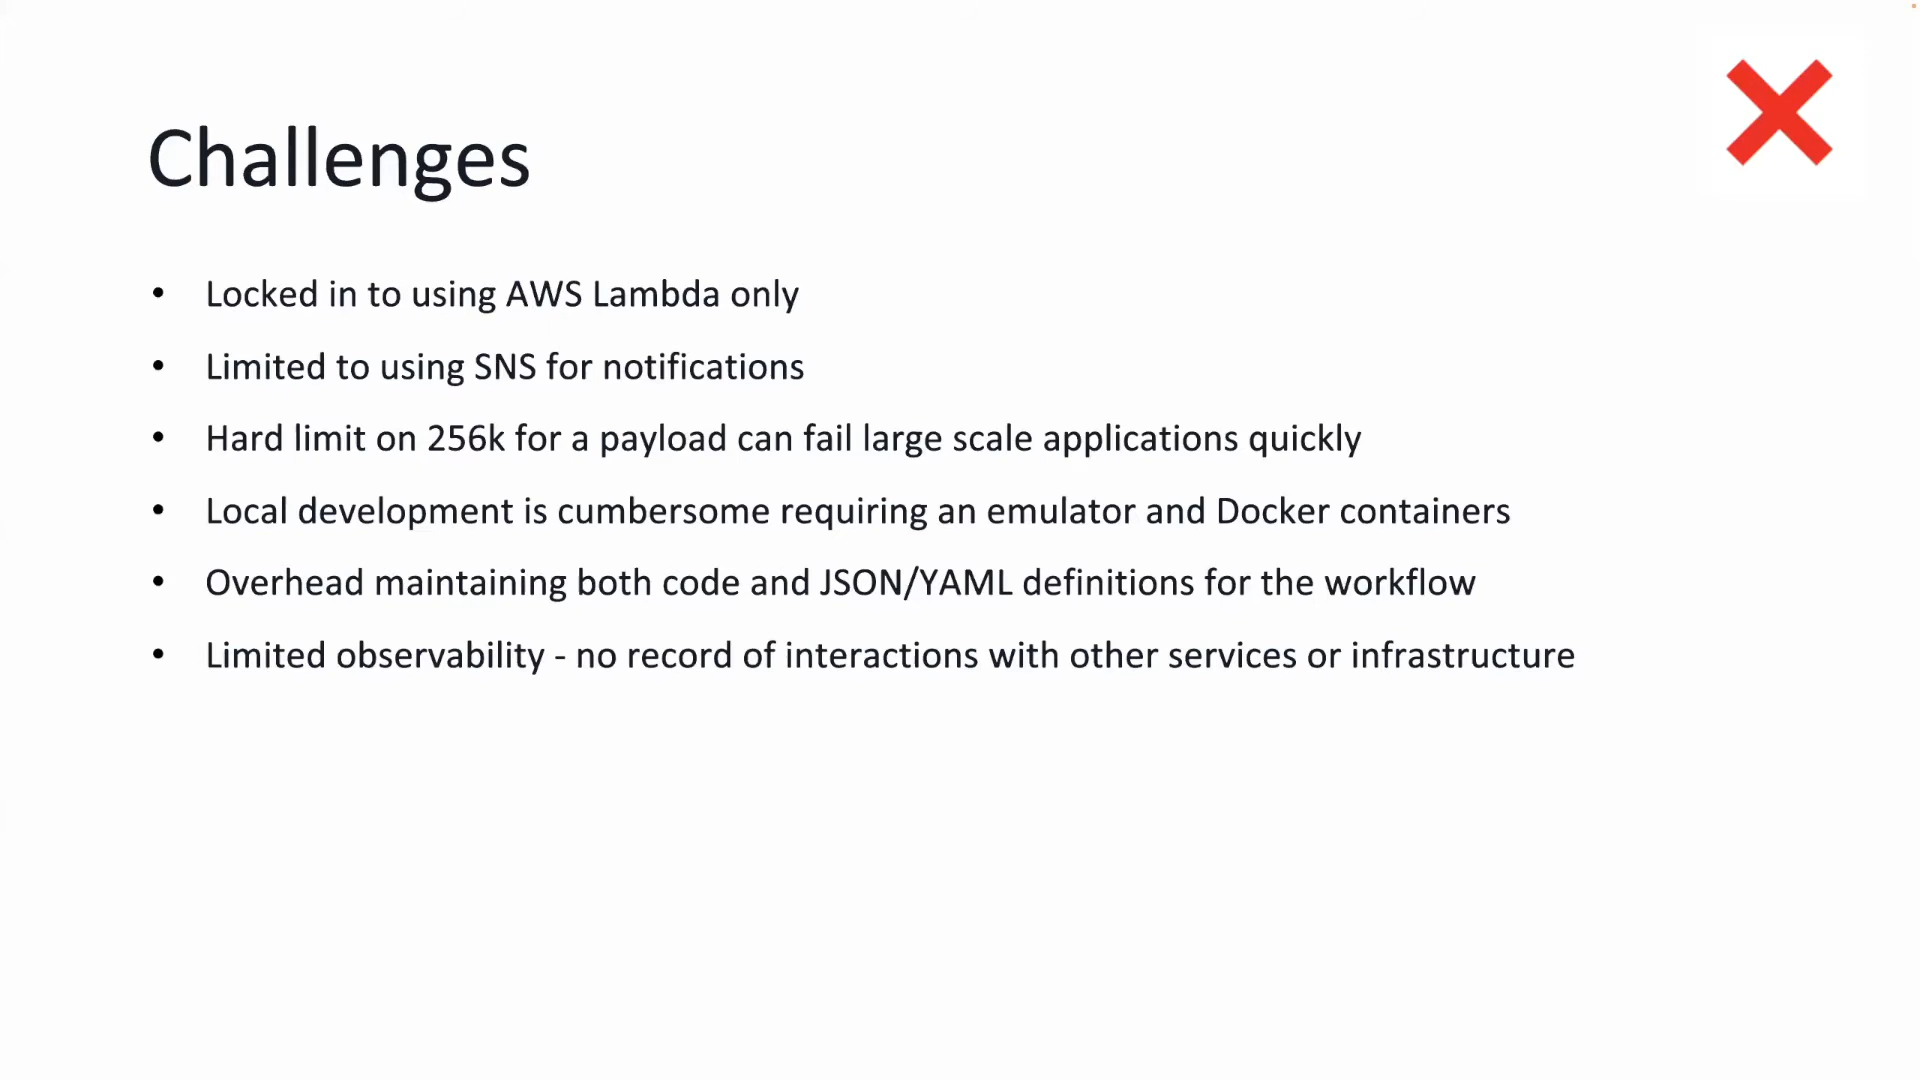 Challenges
• Locked in to using AWS Lambda only
• Limited to using SNS for notifications
• Hard limit on 256k for a payload can fail large scale applications quickly
• Local development is cumbersome requiring an emulator and Docker containers
• Overhead maintaining both code and JSON/YAML definitions for the workflow
• Limited observability - no record of interactions with other services or infrastructure